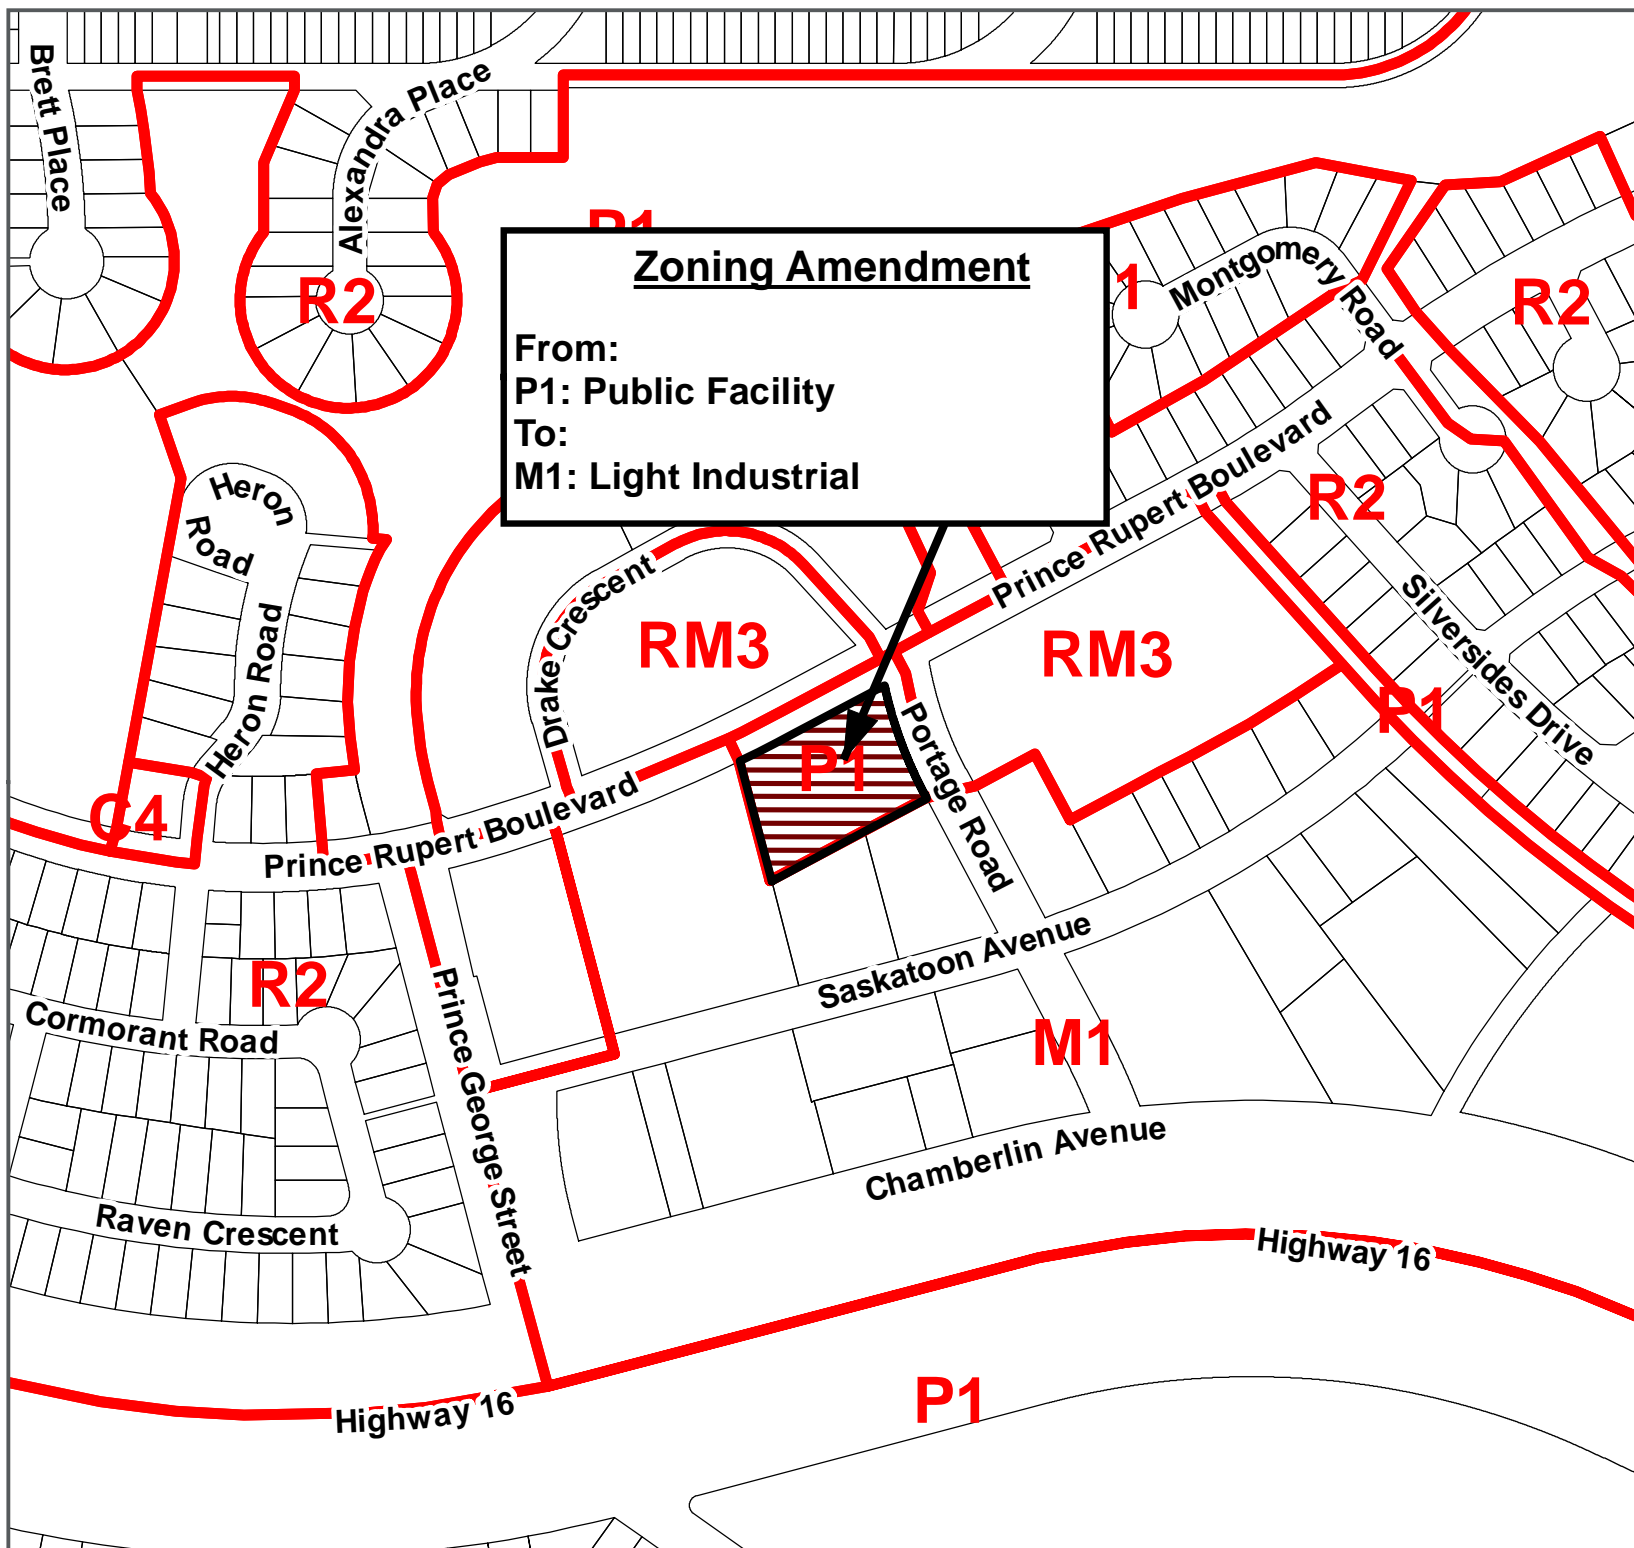 Brett Place
Alexandra Place
P1
R2
Zoning Amendment
From:
P1: Public Facility
To:
M1: Light Industrial
1
Montgomery Road
R2
Heron
Road
Heron Road
Heron Road
Drake Crescent
RM3
Prince Rupert Boulevard
RM3
R2
Silversides Drive
P1
P1
Portage Road
C4
Prince Rupert Boulevard
R2
Cormorant Road
Prince George Street
Saskatoon Avenue
M1
Chamberlin Avenue
Raven Crescent
Highway 16
Highway 16
P1